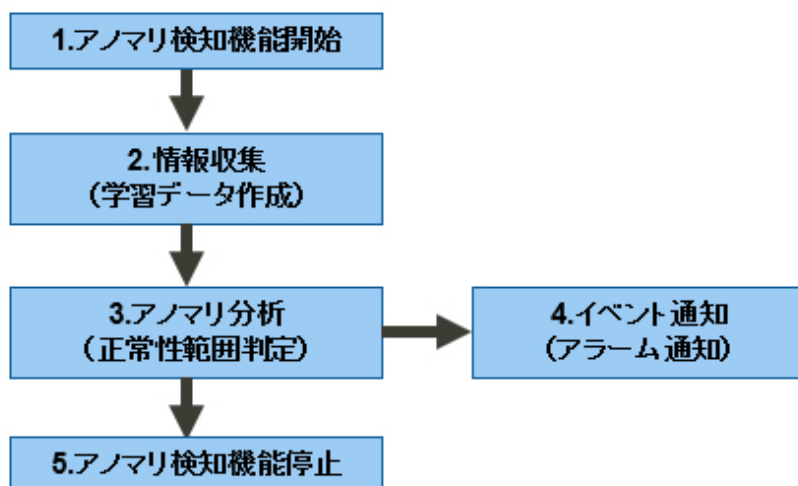 1.アノマリ検知機能開始
2.情報収集
(学習データ作成)
3.アノマリ分析
(正常性範囲判定)
4.イベント通知
(アラーム通知)
5.アノマリ検知機能停止